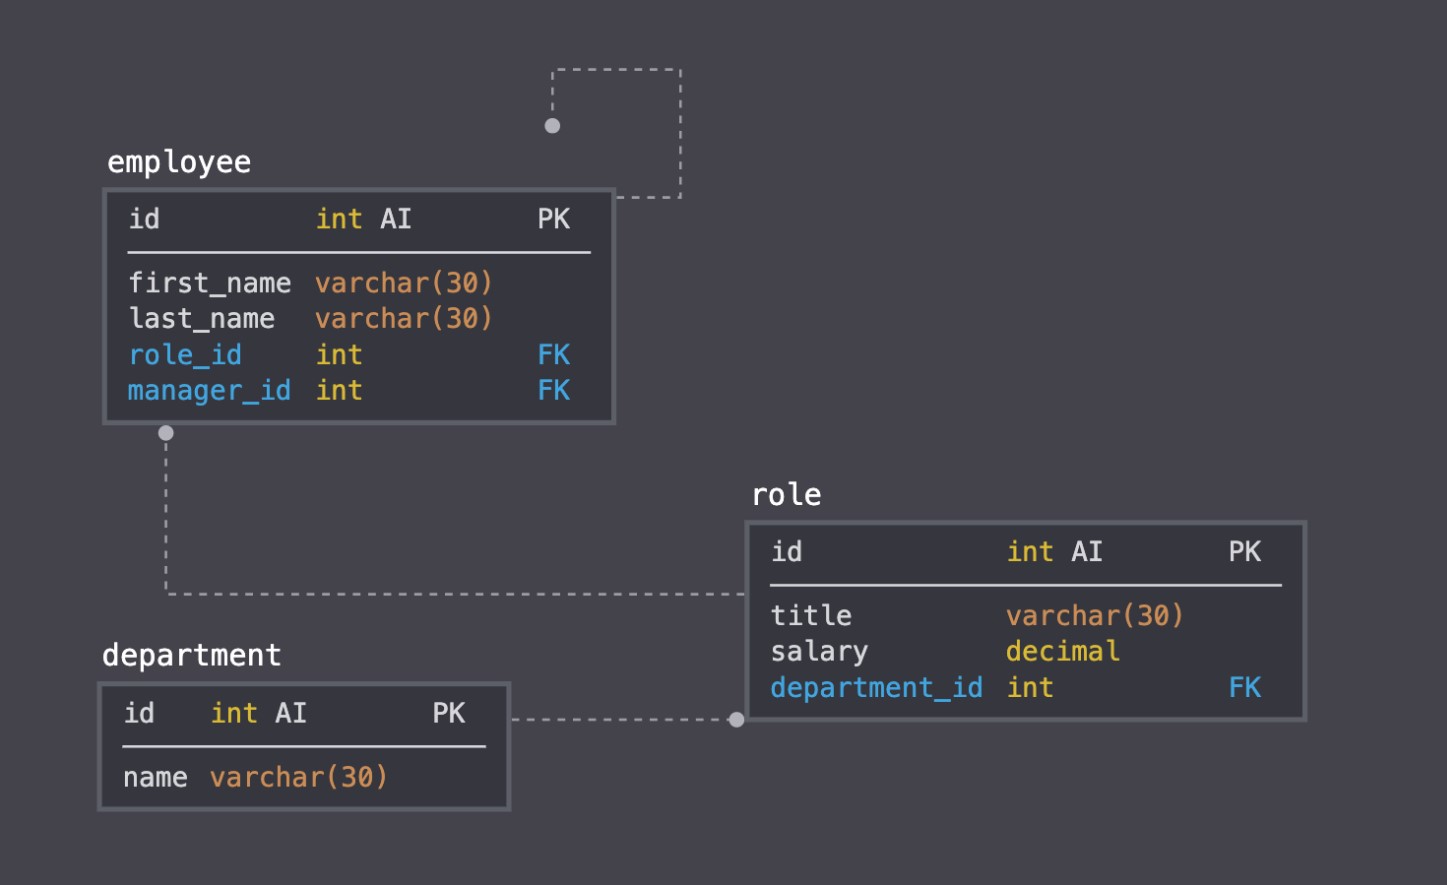 employee
id int AI PK
first_name varchar(30)
last_name varchar(30)
role_id int FK
manager_id int FK
role
id int AI PK
title varchar(30)
salary decimal
department_id int FK
department
id int AI PK
name varchar(30)